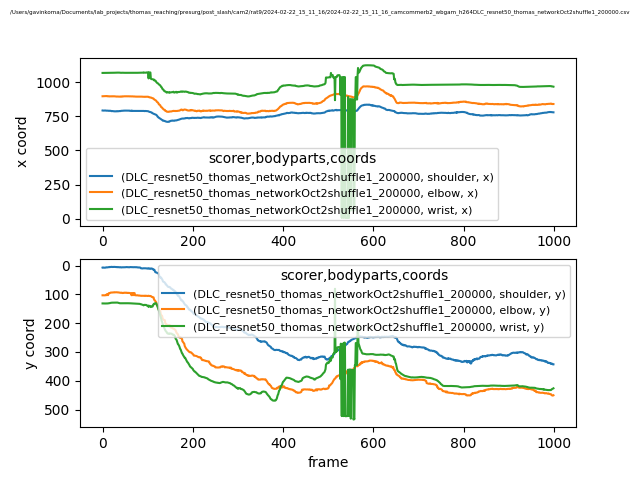 /Users/gavinkoma/Documents/lab_projects/thomas_reaching/presurg/post_slash/cam2/rat9/2024-02-22_15_11_16/2024-02-22_15_11_16_camcommerb2_wbgam_h264DLC_resnet50_thomas_networkOct2shuffle1_200000.csv
1000
750
500
250
0
x coord
scorer,bodyparts,coords
(DLC_resnet50_thomas_networkOct2shuffle1_200000, shoulder, x)
(DLC_resnet50_thomas_networkOct2shuffle1_200000, elbow, x)
(DLC_resnet50_thomas_networkOct2shuffle1_200000, wrist, x)
0 200 400 600 800 1000
0
100
200
300
400
500
y coord
scorer,bodyparts,coords
(DLC_resnet50_thomas_networkOct2shuffle1_200000, shoulder, y)
(DLC_resnet50_thomas_networkOct2shuffle1_200000, elbow, y)
(DLC_resnet50_thomas_networkOct2shuffle1_200000, wrist, y)
0 200 400 600 800 1000
frame